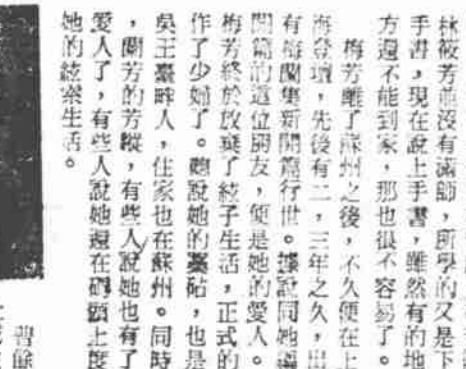 林筱芳並沒有滿師，所學的又是下
手書，現在說上手書，雖然有的地
方還不能到家，那也很不容易了。
梅芳離了蘇州之後，不久便在上
海登壇，先後有二，三年之久，出
有梅蘭集新開篇行世。據說同她編
開篇的這位開友，便是她的愛人。
梅芳終於放棄了絃子生活，正式的
作了少婦了。聽說她的藁砧，也是
吳王臺畔人，住家也在蘇州。同時
，蘭芳的芳蹤，有些人說她也有了
愛人了，有些人說她還在碼頭上度
她的絃索生活。
曾餘